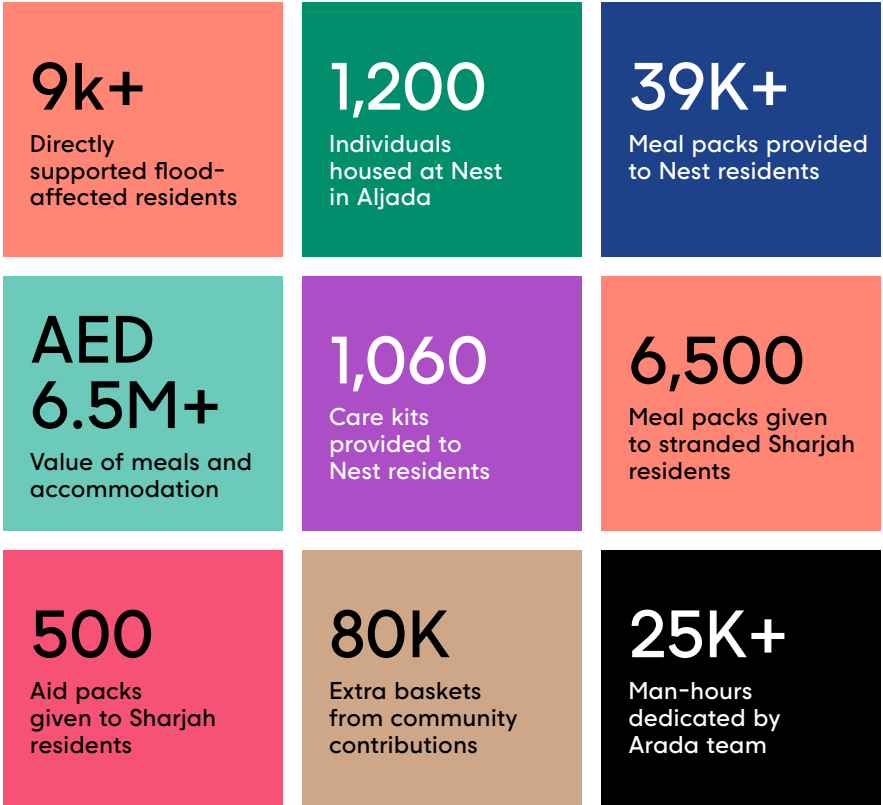 9k+
Directly
supported flood-
affected residents
1,200
Individuals
housed at Nest
in Aljada
39K+
Meal packs provided
to Nest residents
AED
6.5M+
Value of meals and
accommodation
1,060
Care kits
provided to
Nest residents
6,500
Meal packs given
to stranded Sharjah
residents
500
Aid packs
given to Sharjah
residents
80K
Extra baskets
from community
contributions
25K+
Man-hours
dedicated by
Arada team